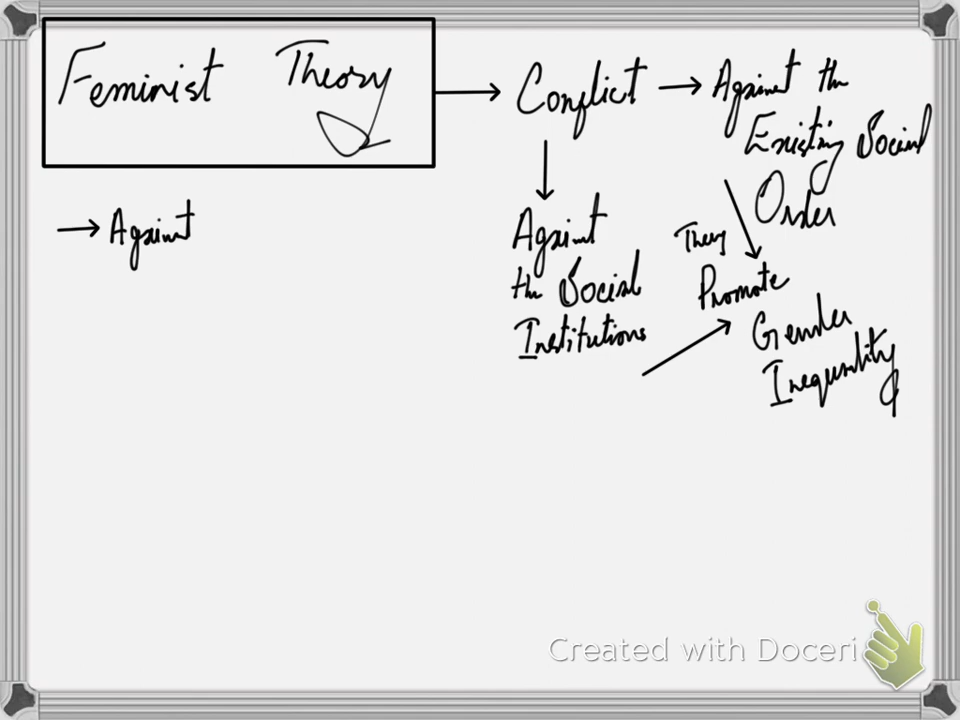 Feminist Theory
→ Conflict → Against the
Existing Social
Order
→ Against
Against
the Social
Institutions
They
Promote
Gender
Inequality
Created with Doceri